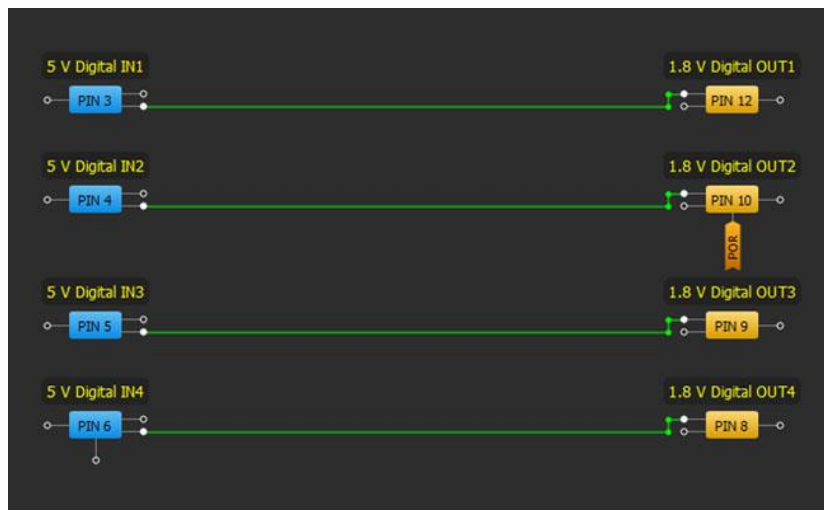 5 V Digital IN1
1.8 V Digital OUT1
PIN 3
PIN 12
5 V Digital IN2
1.8 V Digital OUT2
PIN 4
PIN 10
POR
5 V Digital IN3
1.8 V Digital OUT3
PIN 5
PIN 9
5 V Digital IN4
1.8 V Digital OUT4
PIN 6
PIN 8